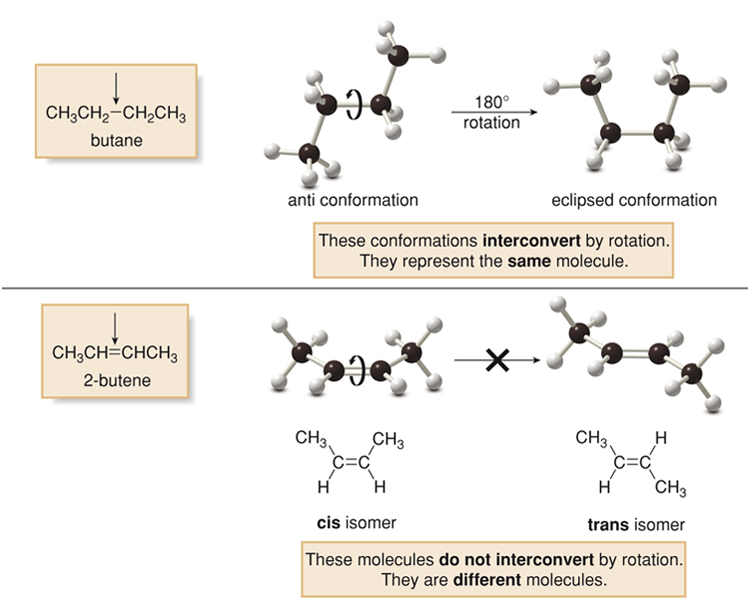 CH₃CH₂–CH₂CH₃
butane
180°
rotation
anti conformation
eclipsed conformation
These conformations interconvert by rotation.
They represent the same molecule.
CH₃CH=CHCH₃
2-butene
CH₃ CH₃
C=C
H H
cis isomer
CH₃ H
C=C
H CH₃
trans isomer
These molecules do not interconvert by rotation.
They are different molecules.